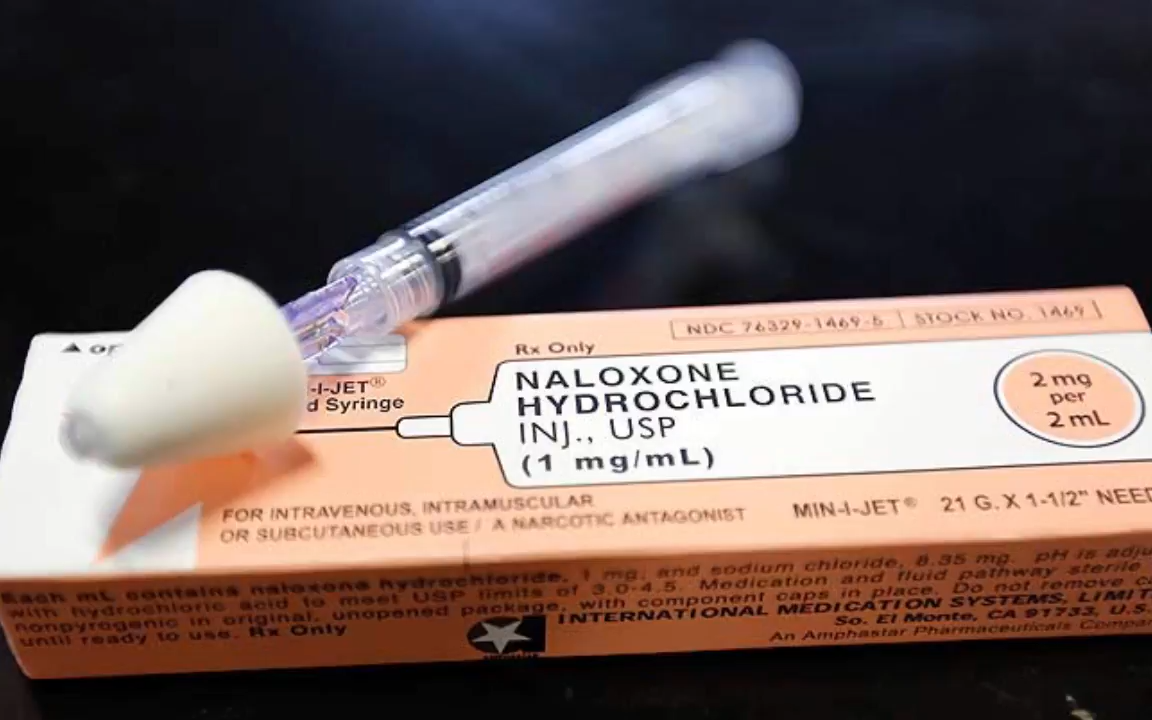 NDC 76329-1469-5 STOCK NO. 1469
Rx Only
-I-JET®
d Syringe
NALOXONE
HYDROCHLORIDE
INJ., USP
(1 mg/mL)
2 mg
per
2 mL
FOR INTRAVENOUS, INTRAMUSCULAR
OR SUBCUTANEOUS USE / A NARCOTIC ANTAGONIST
MIN-I-JET® 21 G. X 1-1/2" NEED
Each mL contains naloxone hydrochloride, 1 mg, and sodium chloride, 8.35 mg. pH is adju
with hydrochloric acid to meet USP limits of 3.0-4.5. Medication and fluid pathway sterile
nonpyrogenic in original, unopened package, with component caps in place. Do not remove ca
until ready to use. Rx Only
INTERNATIONAL MEDICATION SYSTEMS, LIMIT
So. El Monte, CA 91733, U.S.
An Amphastar Pharmaceuticals Compan